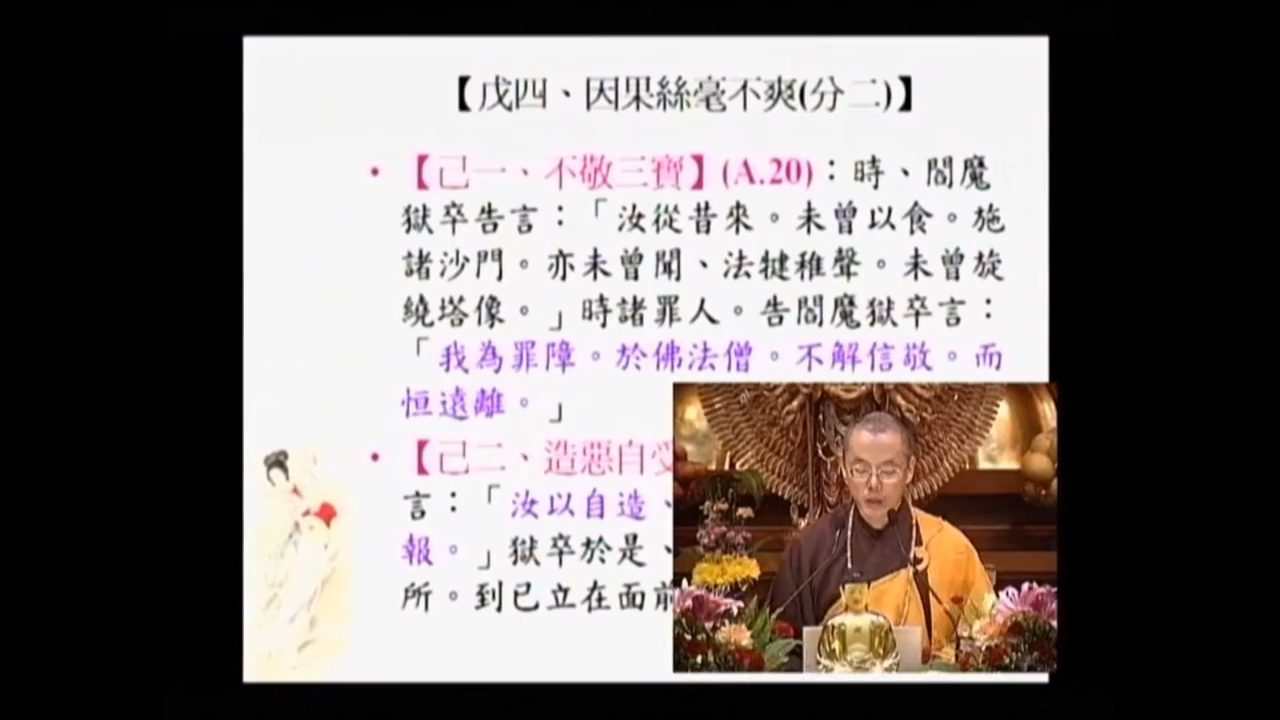 【戊四、因果絲毫不爽(分二)】
•【己一、不敬三寶】(A.20)：時、閻魔
獄卒告言：「汝從昔來。未曾以食。施
諸沙門。亦未曾聞、法犍稚聲。未曾旋
繞塔像。」時諸罪人。告閻魔獄卒言：
「我為罪障。於佛法僧。不解信敬。而
恒遠離。」
•【己二、造惡自受
言：「汝以自造、
報。」獄卒於是、
所。到已立在面前